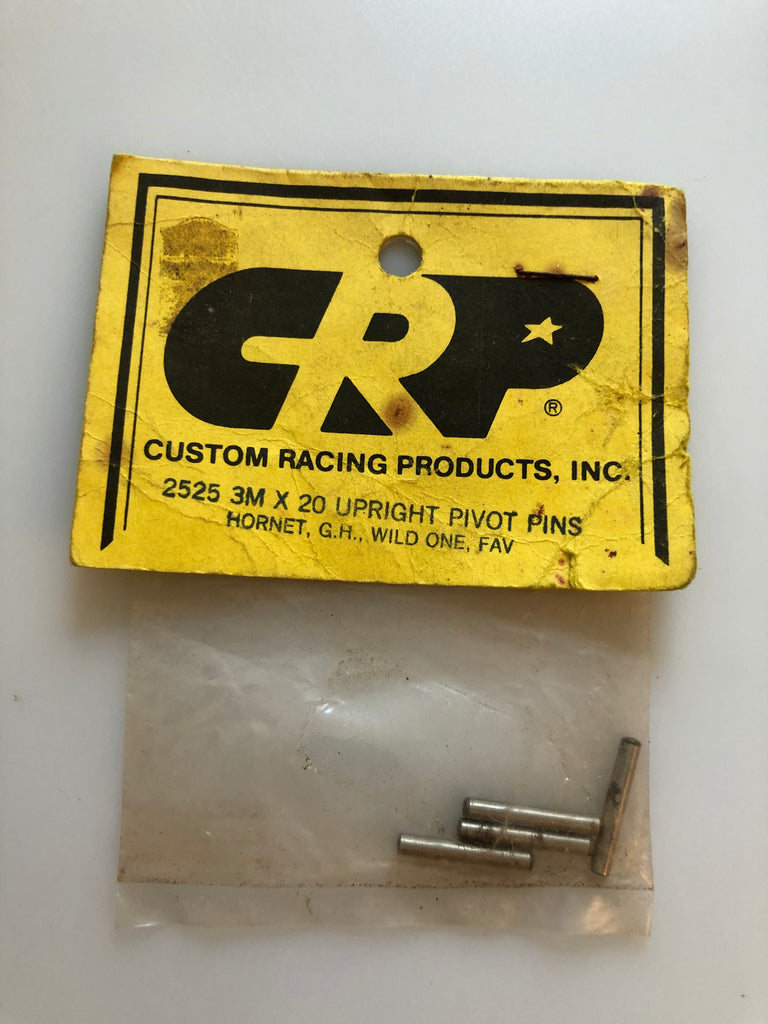 CRP®
CUSTOM RACING PRODUCTS, INC.
2525 3M X 20 UPRIGHT PIVOT PINS
HORNET, G.H., WILD ONE, FAV